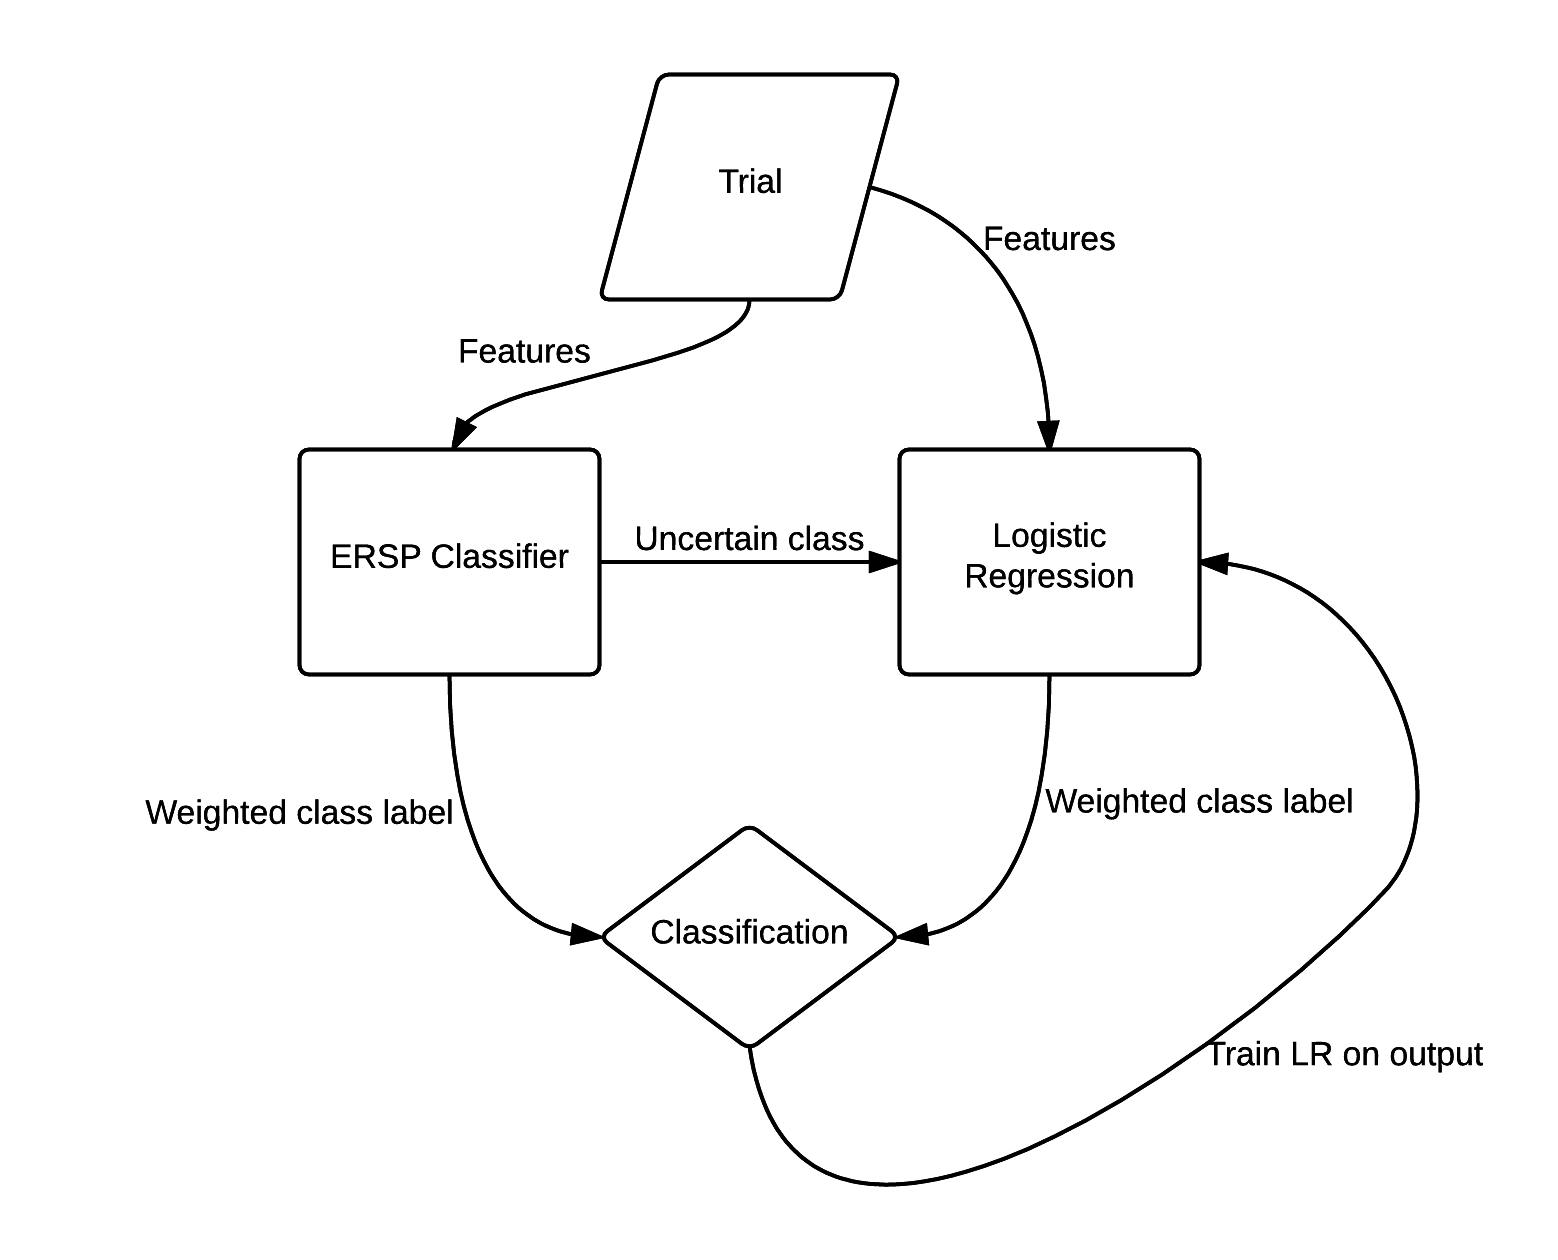 Trial
Features
Features
Uncertain class
ERSP Classifier
Logistic
Regression
Weighted class label
Weighted class label
Classification
Train LR on output